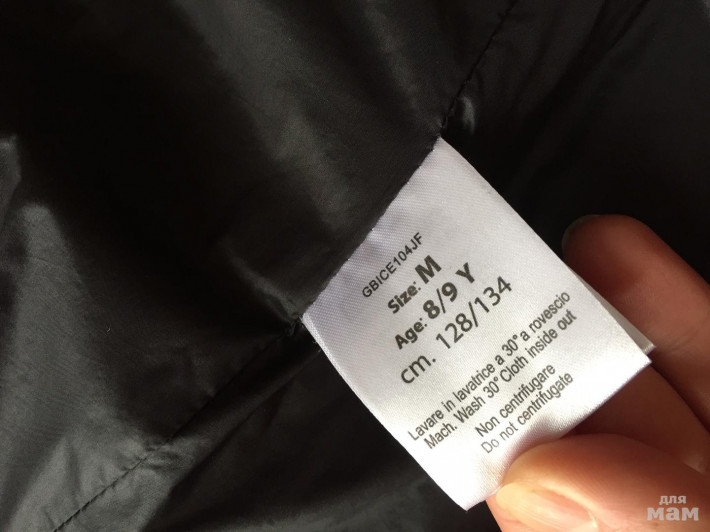 GBICE104JF
Size: M
Age: 8/9 Y
cm. 128/134
Lavare in lavatrice a 30° a rovescio
Mach. Wash 30° Cloth inside out
Non centrifugare
Do not centrifugate
для
мам